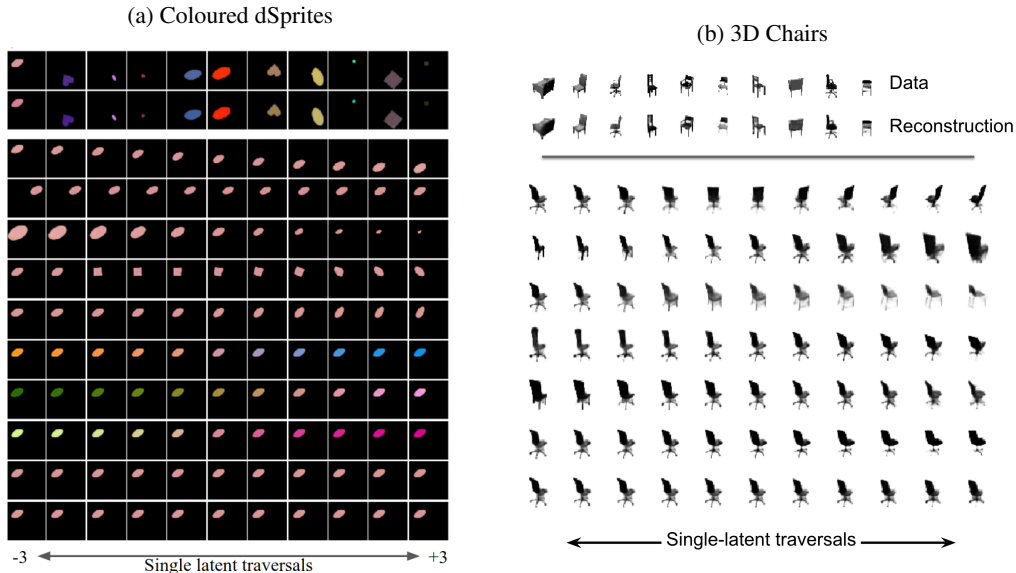 (a) Coloured dSprites
-3
+3
Single latent traversals
(b) 3D Chairs
Data
Reconstruction
Single-latent traversals